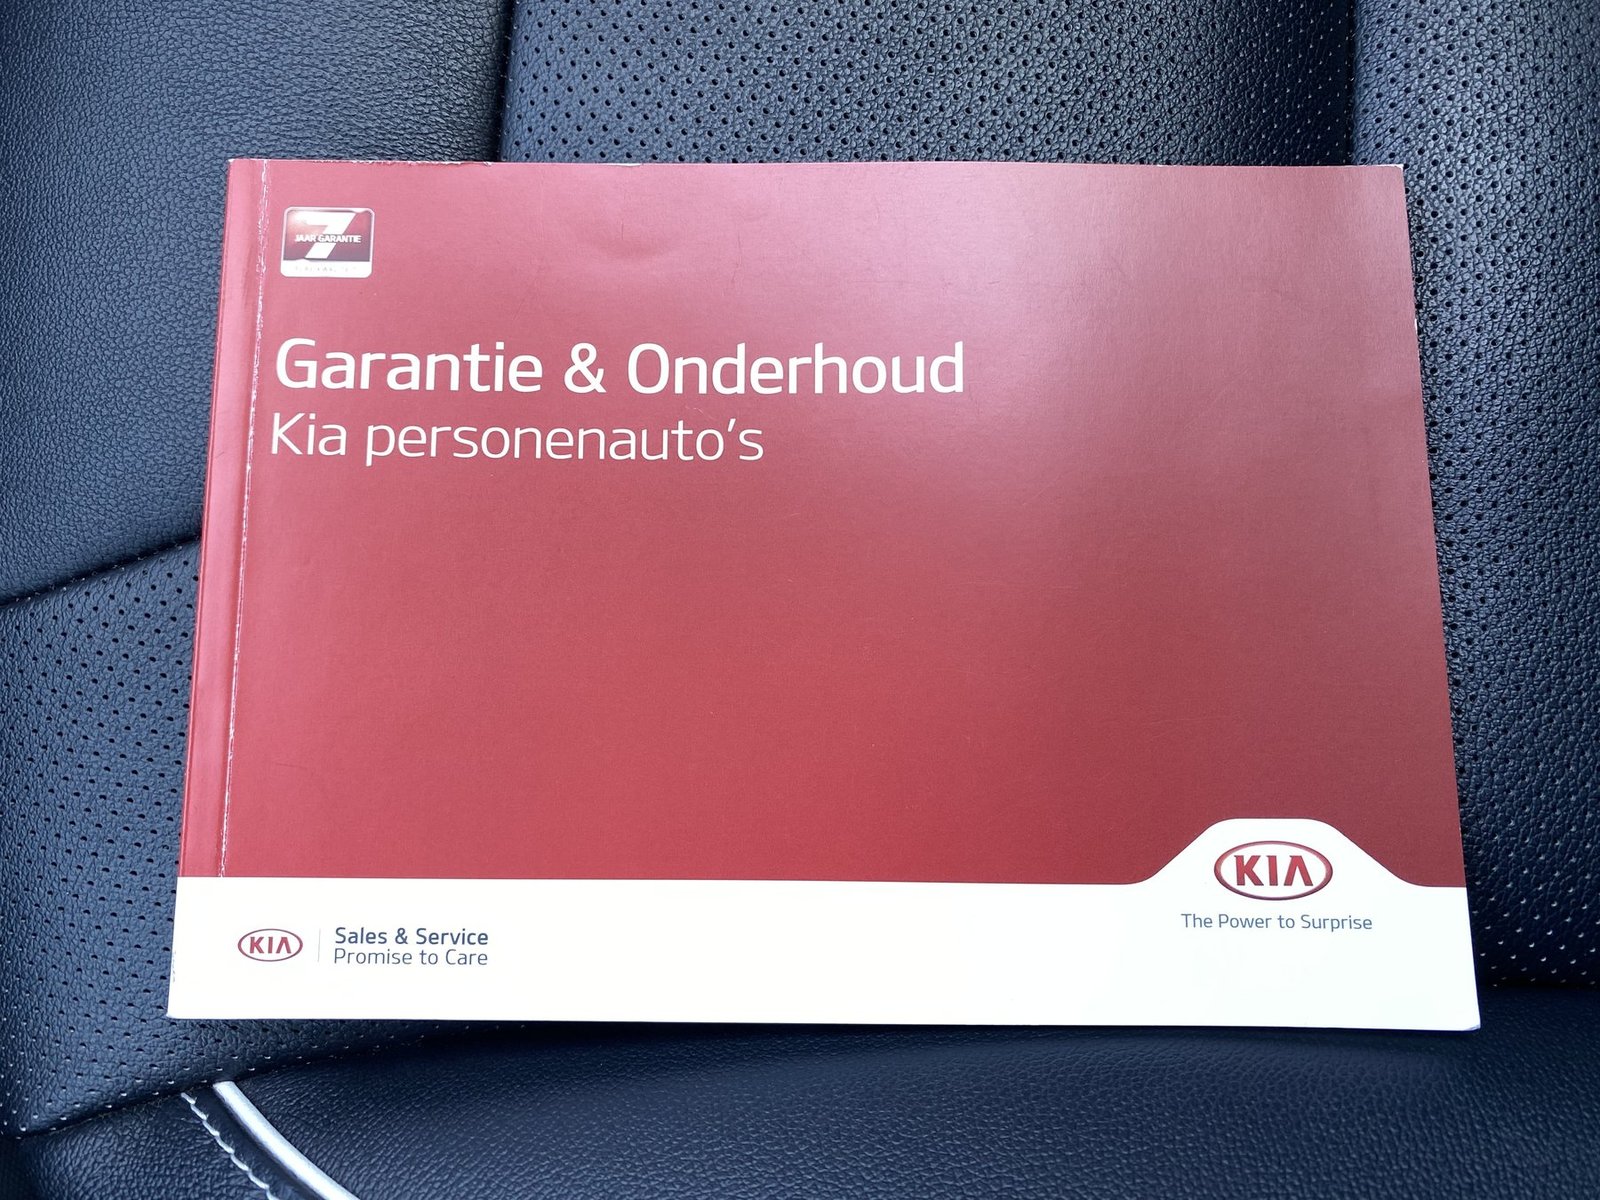 7
JAAR GARANTIE
Garantie & Onderhoud
Kia personenauto's
KIA
The Power to Surprise
KIA
Sales & Service
Promise to Care